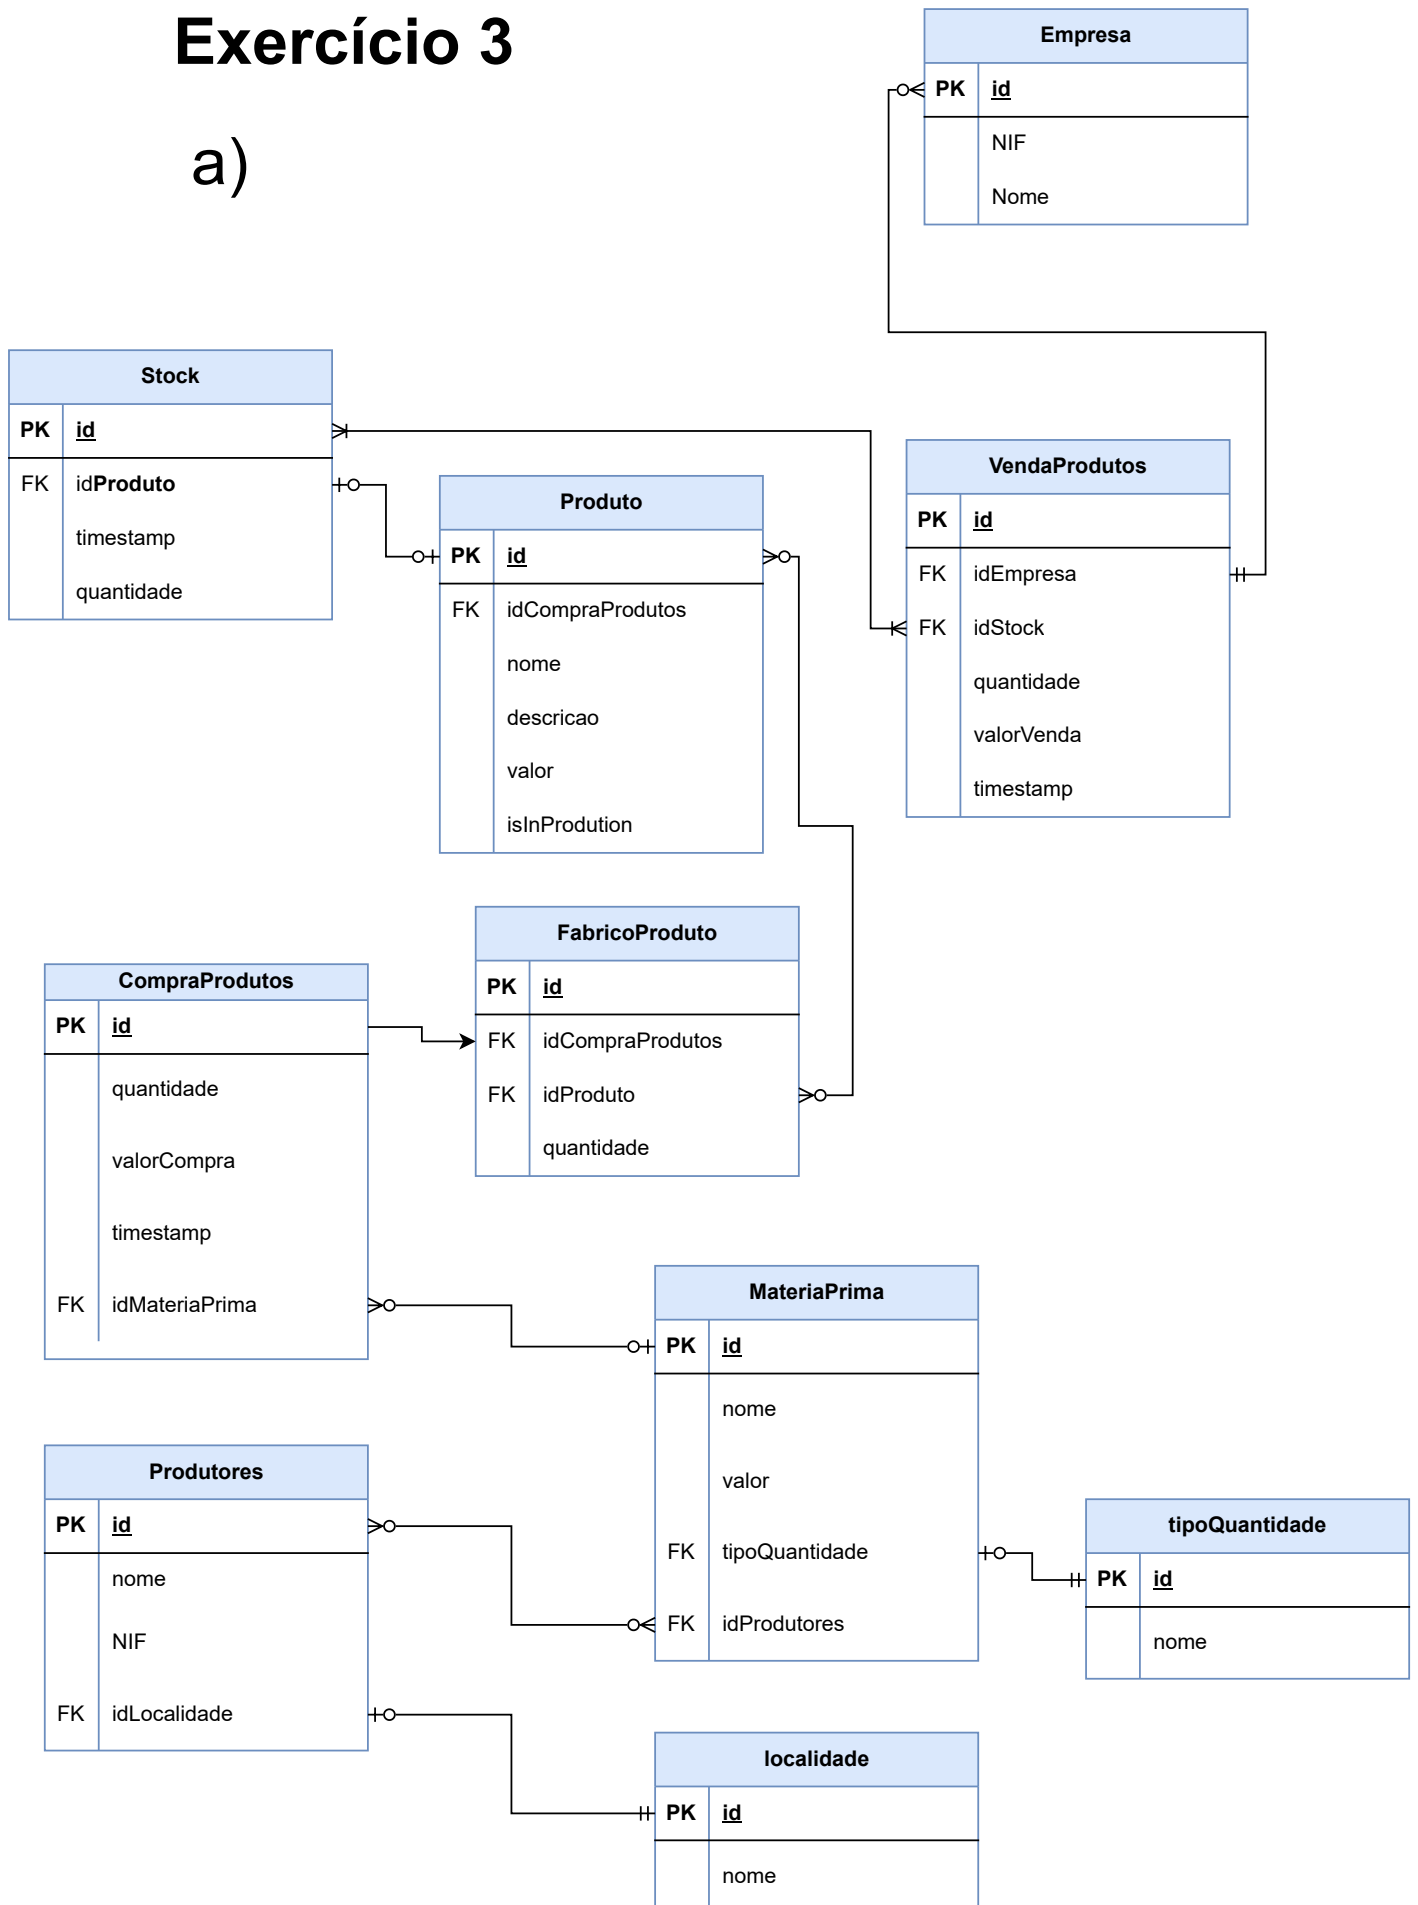 Exercício 3
a)
Empresa
PK id
NIF
Nome
Stock
PK id
FK idProduto
timestamp
quantidade
Produto
PK id
FK idCompraProdutos
nome
descricao
valor
isInProdution
VendaProdutos
PK id
FK idEmpresa
FK idStock
quantidade
valorVenda
timestamp
FabricoProduto
PK id
FK idCompraProdutos
FK idProduto
quantidade
CompraProdutos
PK id
quantidade
valorCompra
timestamp
FK idMateriaPrima
MateriaPrima
PK id
nome
valor
FK tipoQuantidade
FK idProdutores
Produtores
PK id
nome
NIF
FK idLocalidade
tipoQuantidade
PK id
nome
localidade
PK id
nome